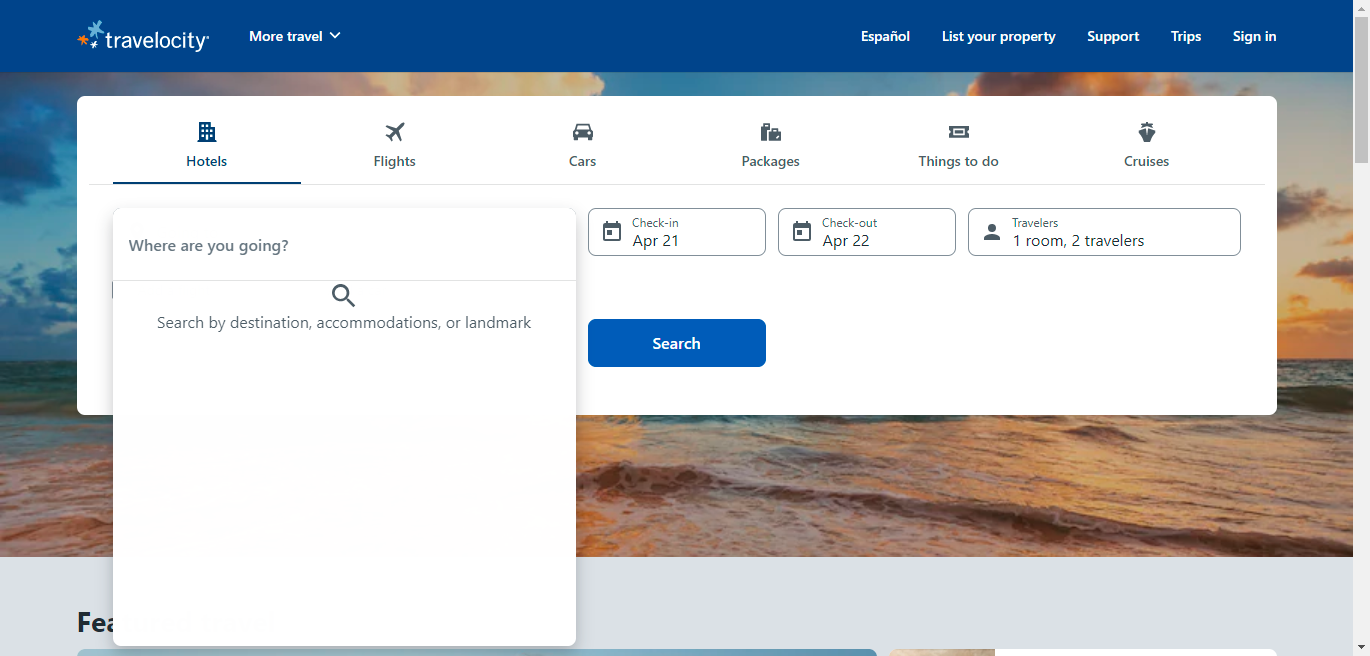 travelocity
More travel
Español
List your property
Support
Trips
Sign in
Hotels
Flights
Cars
Packages
Things to do
Cruises
Where are you going?
Check-in
Apr 21
Check-out
Apr 22
Travelers
1 room, 2 travelers
Search by destination, accommodations, or landmark
Search